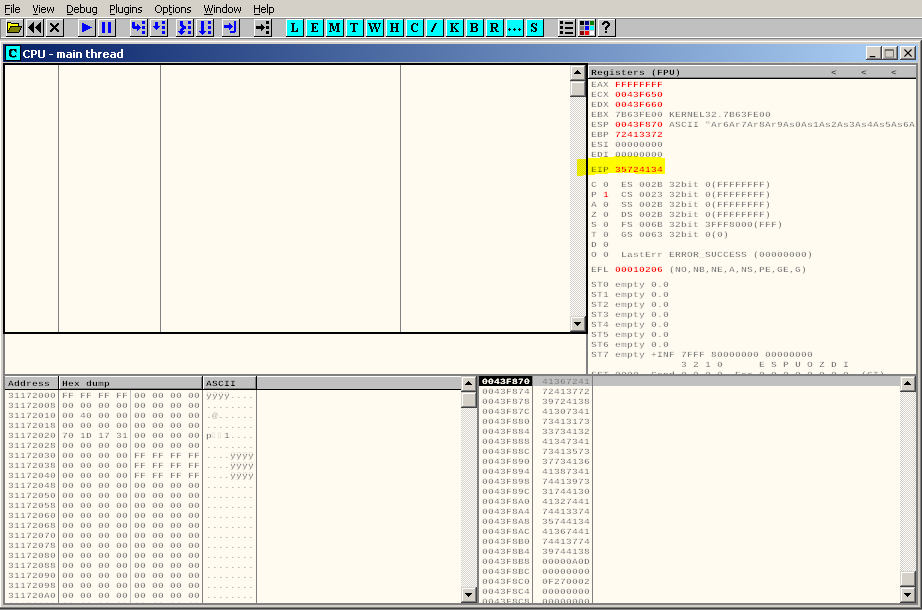 File View Debug Plugins Options Window Help
L E M T W H C / K B R ... S ?
C CPU - main thread
Registers (FPU) < < <
EAX FFFFFFFF
ECX 0043F650
EDX 0043F660
EBX 7B63FE00 KERNEL32.7B63FE00
ESP 0043F870 ASCII "Ar6Ar7Ar8Ar9As0As1As2As3As4As5As6A
EBP 72413372
ESI 00000000
EDI 00000000
EIP 35724134
C 0 ES 002B 32bit 0(FFFFFFFF)
P 1 CS 0023 32bit 0(FFFFFFFF)
A 0 SS 002B 32bit 0(FFFFFFFF)
Z 0 DS 002B 32bit 0(FFFFFFFF)
S 0 FS 006B 32bit 3FFF8000(FFF)
T 0 GS 0063 32bit 0(0)
D 0
O 0 LastErr ERROR_SUCCESS (00000000)
EFL 00010206 (NO,NB,NE,A,NS,PE,GE,G)
ST0 empty 0.0
ST1 empty 0.0
ST2 empty 0.0
ST3 empty 0.0
ST4 empty 0.0
ST5 empty 0.0
ST6 empty 0.0
ST7 empty +INF 7FFF 80000000 00000000
3 2 1 0 E S P U O Z D I
Address Hex dump ASCII
31172000 FF FF FF FF 00 00 00 00 ÿÿÿÿ....
31172008 00 00 00 00 00 00 00 00 ........
31172010 00 40 00 00 00 00 00 00 .@......
31172018 00 00 00 00 00 00 00 00 ........
31172020 70 1D 17 31 00 00 00 00 p1....
31172028 00 00 00 00 00 00 00 00 ........
31172030 00 00 00 00 FF FF FF FF ....ÿÿÿÿ
31172038 00 00 00 00 FF FF FF FF ....ÿÿÿÿ
31172040 00 00 00 00 FF FF FF FF ....ÿÿÿÿ
31172048 00 00 00 00 00 00 00 00 ........
31172050 00 00 00 00 00 00 00 00 ........
31172058 00 00 00 00 00 00 00 00 ........
31172060 00 00 00 00 00 00 00 00 ........
31172068 00 00 00 00 00 00 00 00 ........
31172070 00 00 00 00 00 00 00 00 ........
31172078 00 00 00 00 00 00 00 00 ........
31172080 00 00 00 00 00 00 00 00 ........
31172088 00 00 00 00 00 00 00 00 ........
31172090 00 00 00 00 00 00 00 00 ........
31172098 00 00 00 00 00 00 00 00 ........
311720A0 00 00 00 00 00 00 00 00 ........
0043F870 41367241
0043F874 72413772
0043F878 39724138
0043F87C 41307341
0043F880 73413173
0043F884 33734132
0043F888 41347341
0043F88C 73413573
0043F890 37734136
0043F894 41387341
0043F898 74413973
0043F89C 31744130
0043F8A0 41327441
0043F8A4 74413374
0043F8A8 35744134
0043F8AC 41367441
0043F8B0 74413774
0043F8B4 39744138
0043F8B8 00000A0D
0043F8BC 00000000
0043F8C0 0F270002
0043F8C4 00000000
0043F8C8 00000000